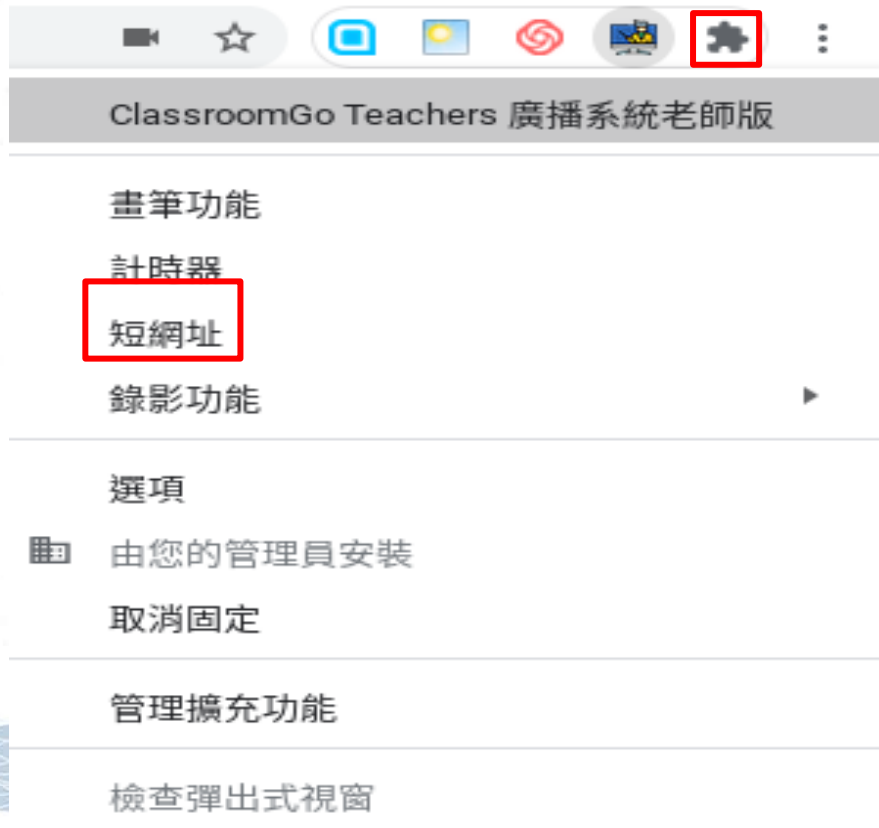 ClassroomGo Teachers 廣播系統老師版
畫筆功能
計時器
短網址
錄影功能
選項
由您的管理員安裝
取消固定
管理擴充功能
檢查彈出式視窗